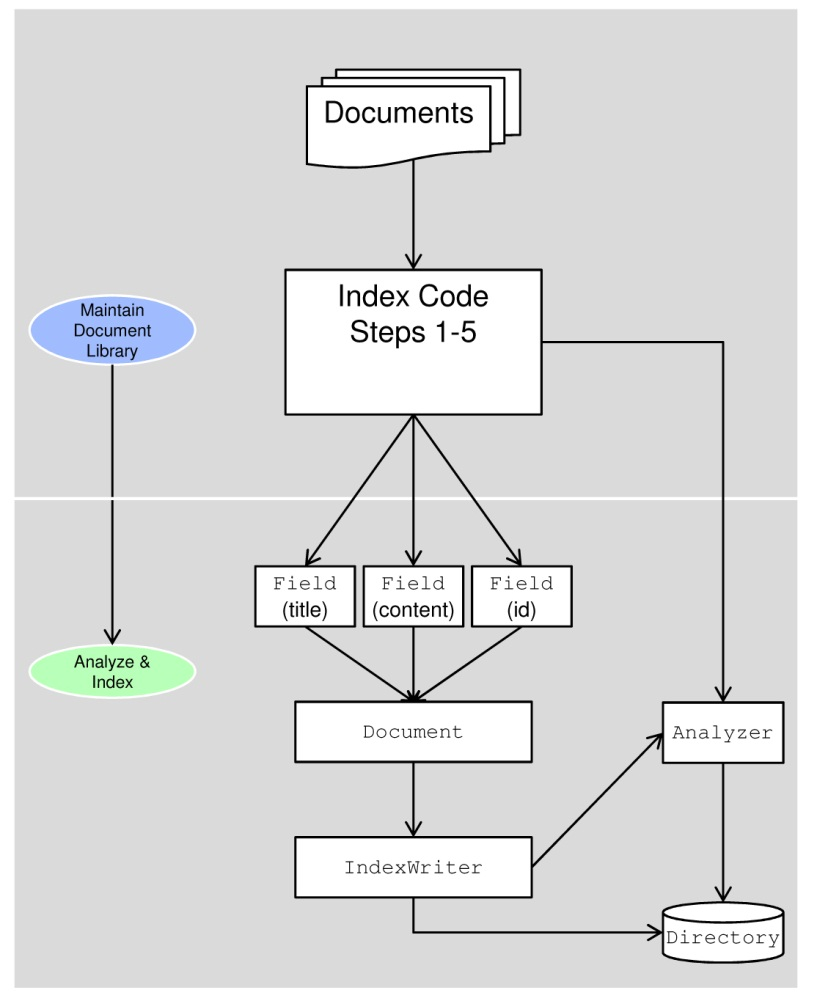 Documents
Index Code
Steps 1-5
Maintain
Document
Library
Field
(title)
Field
(content)
Field
(id)
Analyze &
Index
Document
Analyzer
IndexWriter
Directory